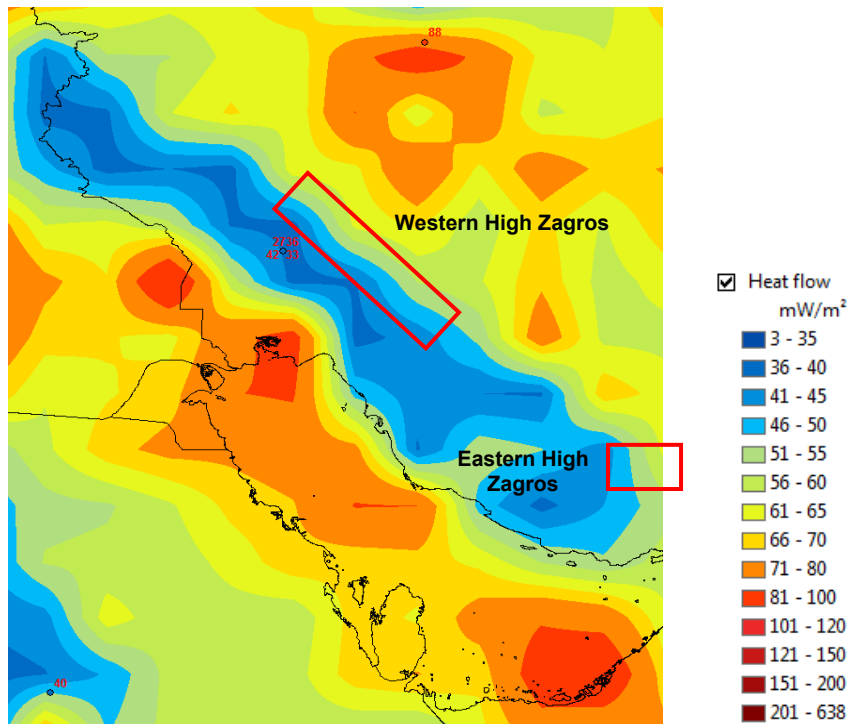 88
Western High Zagros
2736
42 33
Eastern High
Zagros
40
Heat flow
mW/m²
3 - 35
36 - 40
41 - 45
46 - 50
51 - 55
56 - 60
61 - 65
66 - 70
71 - 80
81 - 100
101 - 120
121 - 150
151 - 200
201 - 638